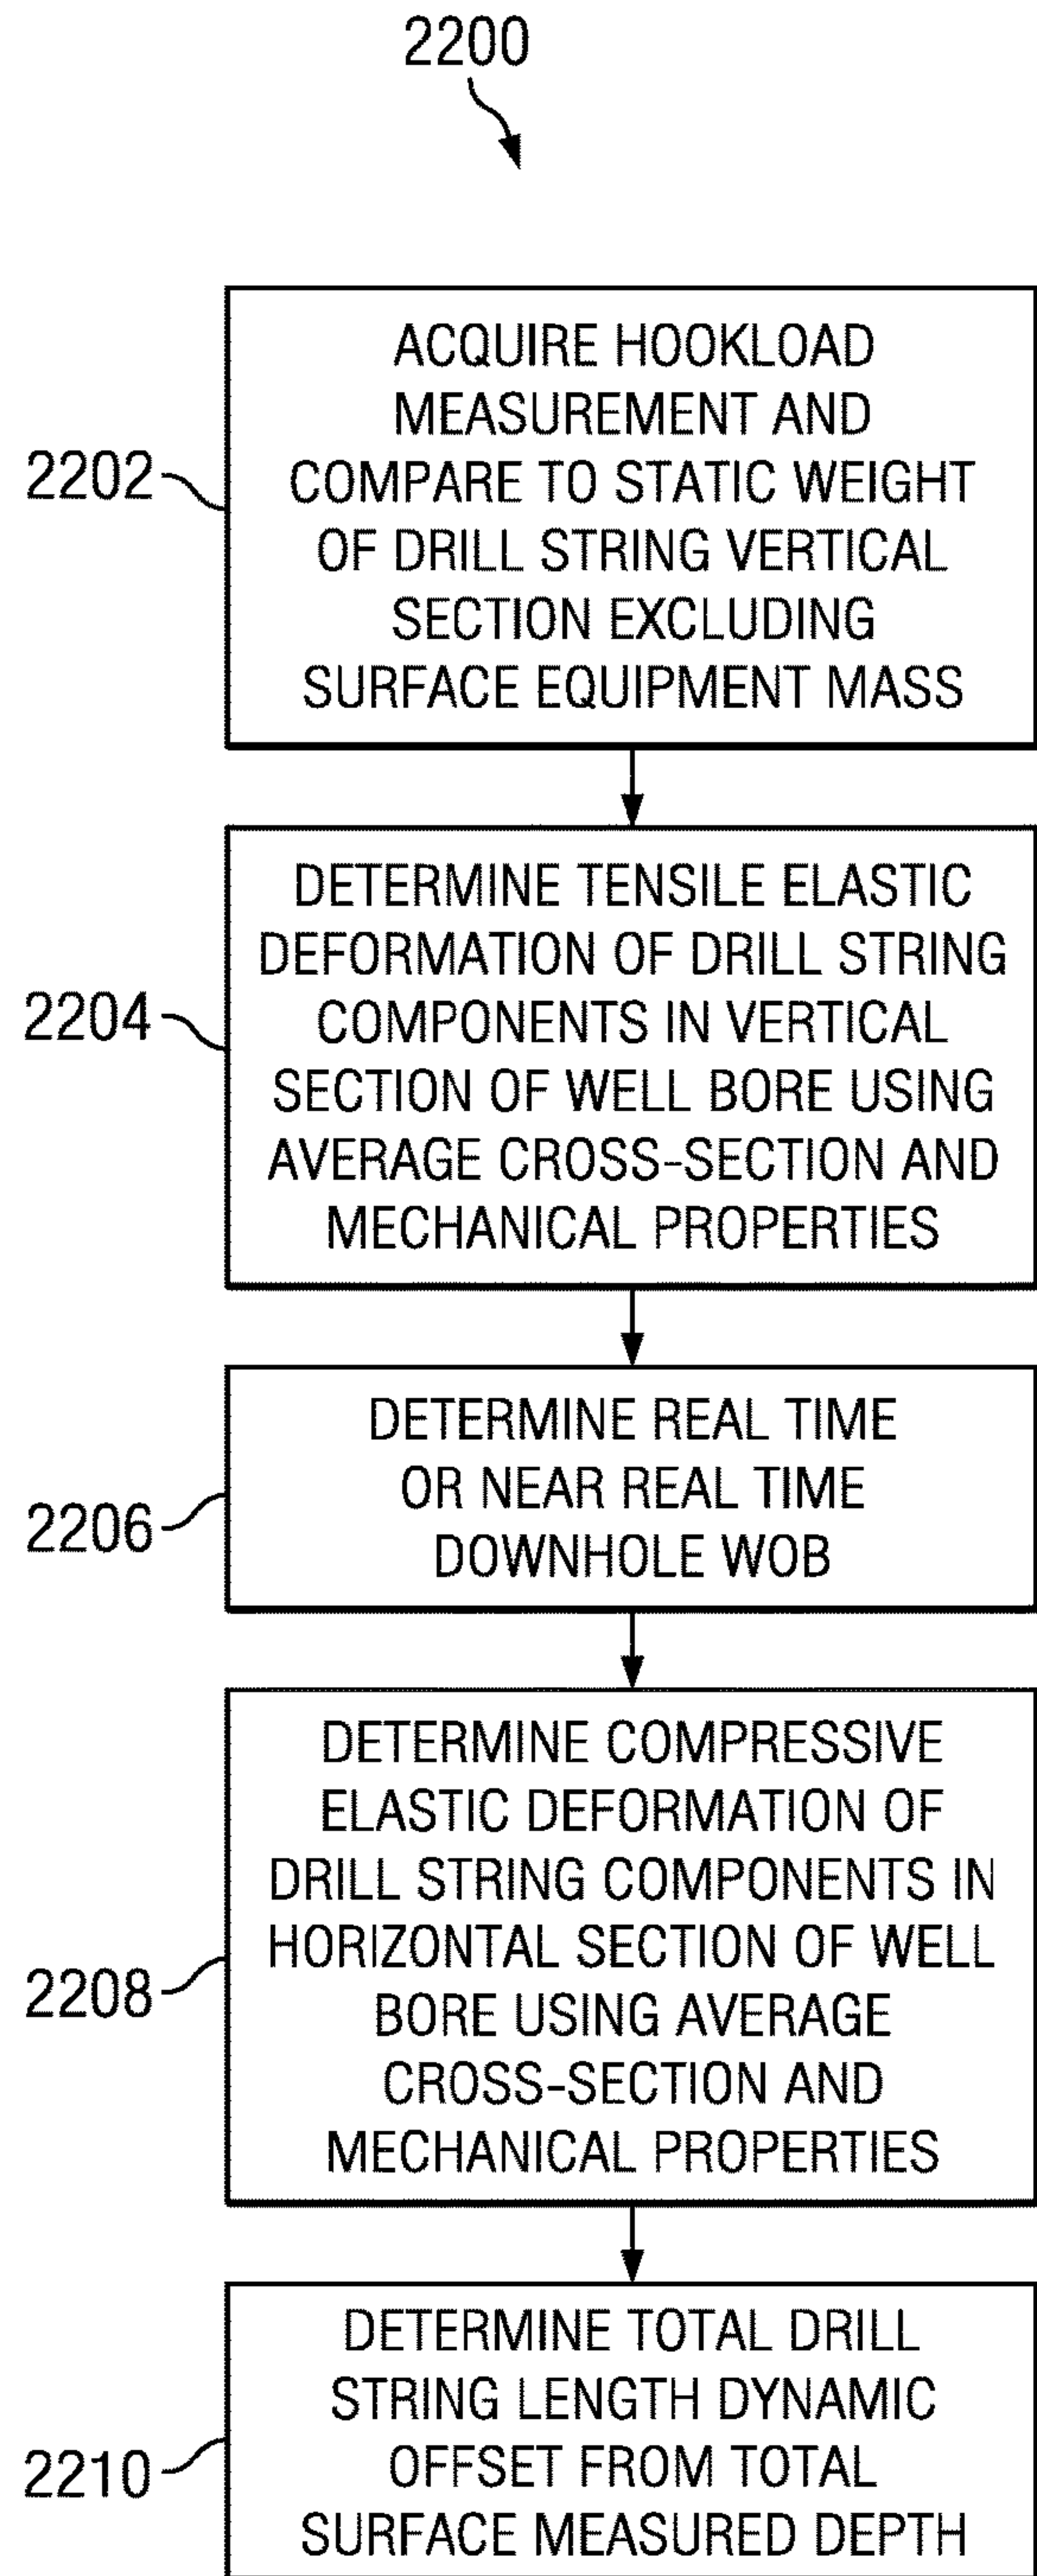 2200
2202
ACQUIRE HOOKLOAD
MEASUREMENT AND
COMPARE TO STATIC WEIGHT
OF DRILL STRING VERTICAL
SECTION EXCLUDING
SURFACE EQUIPMENT MASS
2204
DETERMINE TENSILE ELASTIC
DEFORMATION OF DRILL STRING
COMPONENTS IN VERTICAL
SECTION OF WELL BORE USING
AVERAGE CROSS-SECTION AND
MECHANICAL PROPERTIES
2206
DETERMINE REAL TIME
OR NEAR REAL TIME
DOWNHOLE WOB
2208
DETERMINE COMPRESSIVE
ELASTIC DEFORMATION OF
DRILL STRING COMPONENTS IN
HORIZONTAL SECTION OF WELL
BORE USING AVERAGE
CROSS-SECTION AND
MECHANICAL PROPERTIES
2210
DETERMINE TOTAL DRILL
STRING LENGTH DYNAMIC
OFFSET FROM TOTAL
SURFACE MEASURED DEPTH